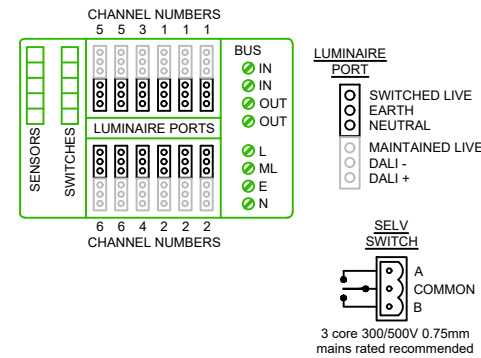 CHANNEL NUMBERS
5 5 3 1 1 1
BUS
IN
IN
OUT
OUT
L
ML
E
N
SENSORS
SWITCHES
LUMINAIRE PORTS
6 6 4 2 2 2
CHANNEL NUMBERS
LUMINAIRE
PORT
SWITCHED LIVE
EARTH
NEUTRAL
MAINTAINED LIVE
DALI -
DALI +
SELV
SWITCH
A
COMMON
B
3 core 300/500V 0.75mm
mains rated recommended